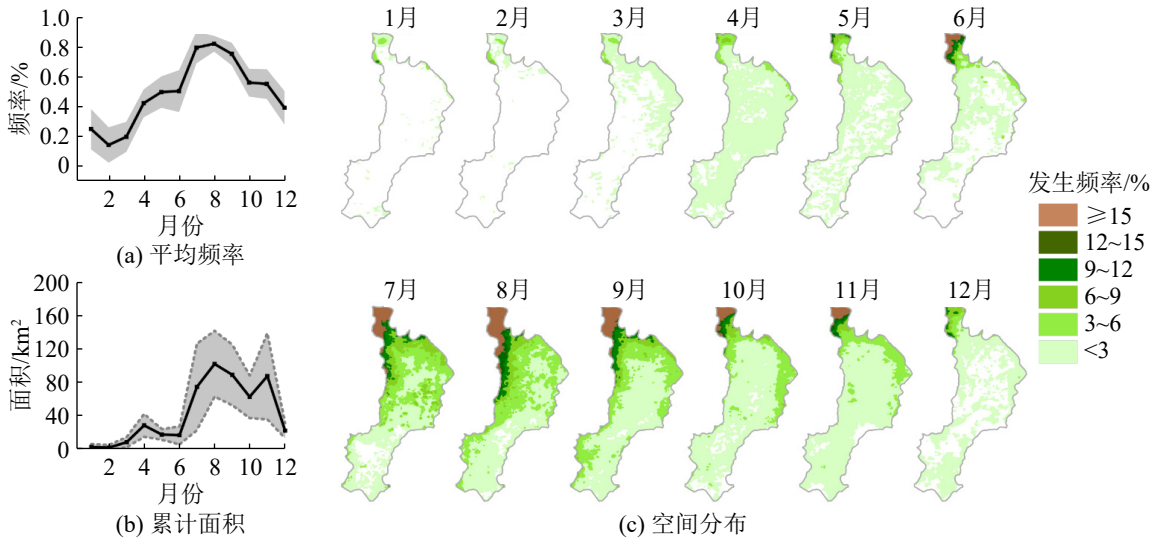 1.0
0.8
0.6
0.4
0.2
0
频率/%
2 4 6 8 10 12
月份
(a) 平均频率
200
160
120
80
40
0
面积/km²
2 4 6 8 10 12
月份
(b) 累计面积
1月 2月 3月 4月 5月 6月
7月 8月 9月 10月 11月 12月
(c) 空间分布
发生频率/%
≥15
12~15
9~12
6~9
3~6
<3